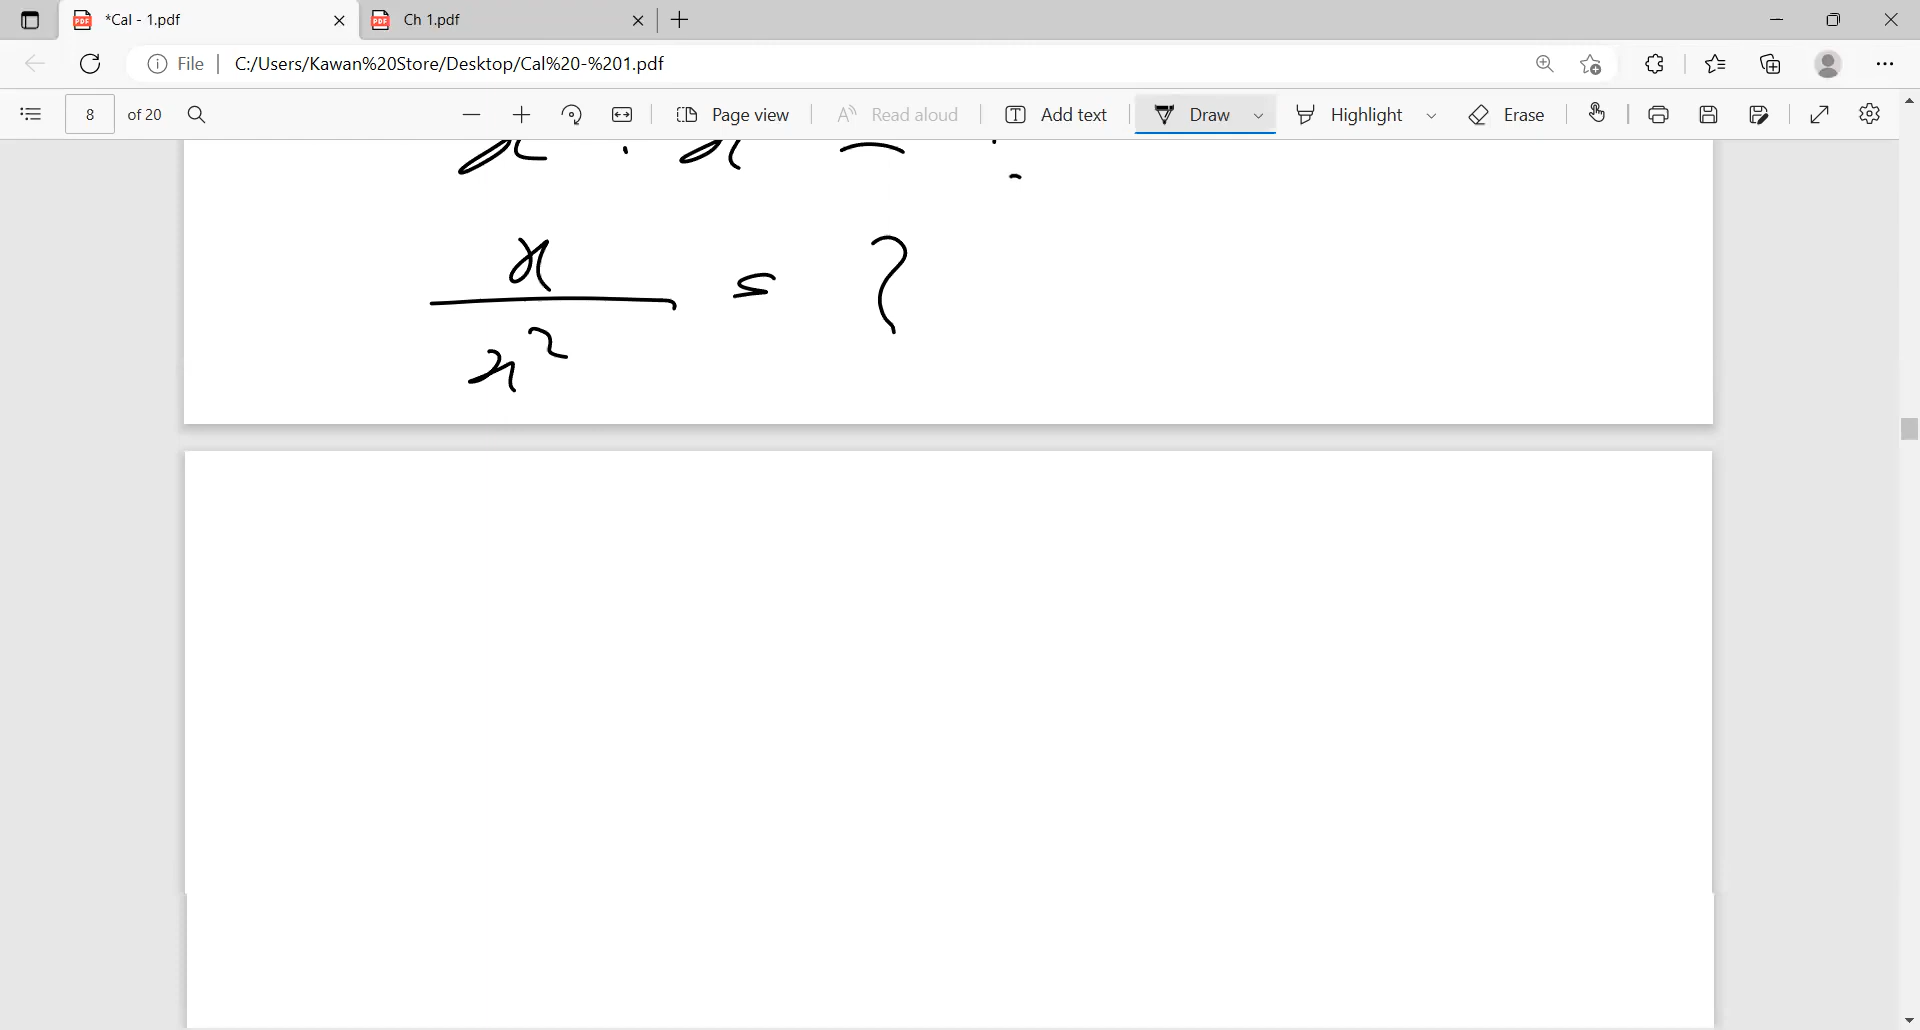 *Cal - 1.pdf
Ch 1.pdf
File
C:/Users/Kawan%20Store/Desktop/Cal%20-%201.pdf
8 of 20
Page view
Read aloud
Add text
Draw
Highlight
Erase
x
= ?
x²